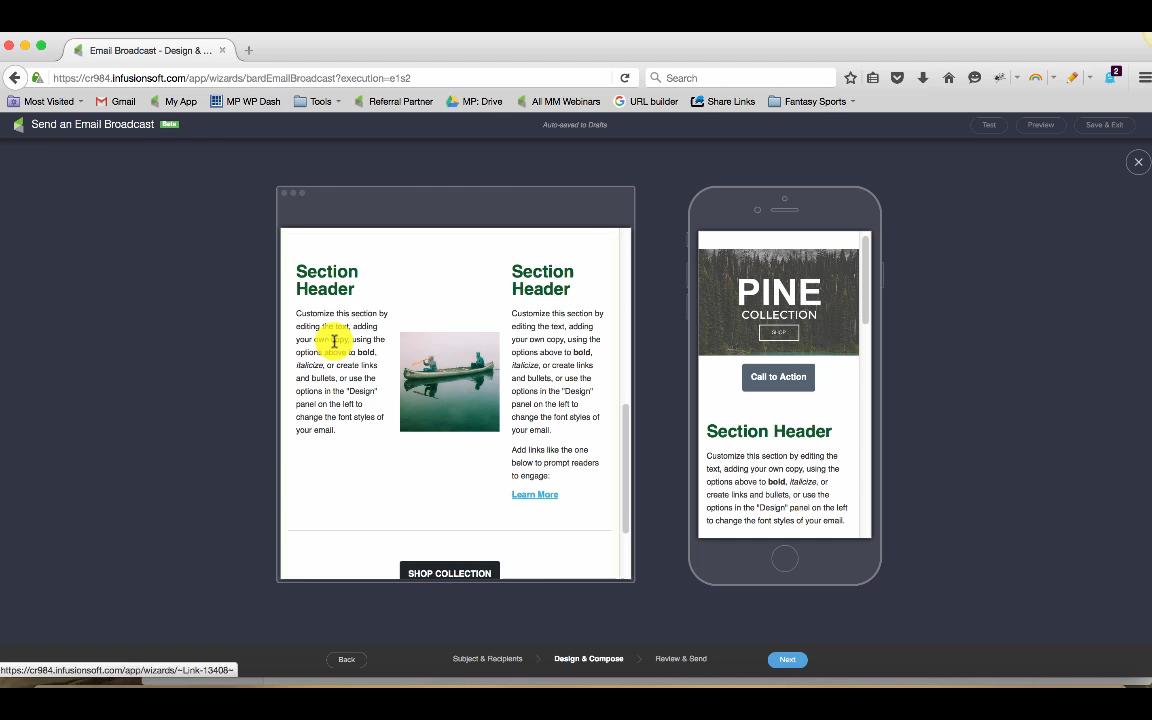 Email Broadcast - Design & ...
https://cr984.infusionsoft.com/app/wizards/bardEmailBroadcast?execution=e1s2
Search
2
Most Visited
Gmail
My App
MP WP Dash
Tools
Referral Partner
MP: Drive
All MM Webinars
URL builder
Share Links
Fantasy Sports
Send an Email Broadcast
Beta
Auto-saved to Drafts
Test
Preview
Save & Exit
Section
Header
Customize this section by
editing the text, adding
your own copy, using the
options above to bold,
italicize, or create links
and bullets, or use the
options in the "Design"
panel on the left to
change the font styles of
your email.
Section
Header
Customize this section by
editing the text, adding
your own copy, using the
options above to bold,
italicize, or create links
and bullets, or use the
options in the "Design"
panel on the left to
change the font styles of
your email.
Add links like the one
below to prompt readers
to engage:
Learn More
SHOP COLLECTION
PINE
COLLECTION
SHOP
Call to Action
Section Header
Customize this section by editing the
text, adding your own copy, using the
options above to bold, italicize, or
create links and bullets, or use the
options in the "Design" panel on the left
to change the font styles of your email.
Back
Subject & Recipients
Design & Compose
Review & Send
Next
https://cr984.infusionsoft.com/app/wizards/~Link-13408~